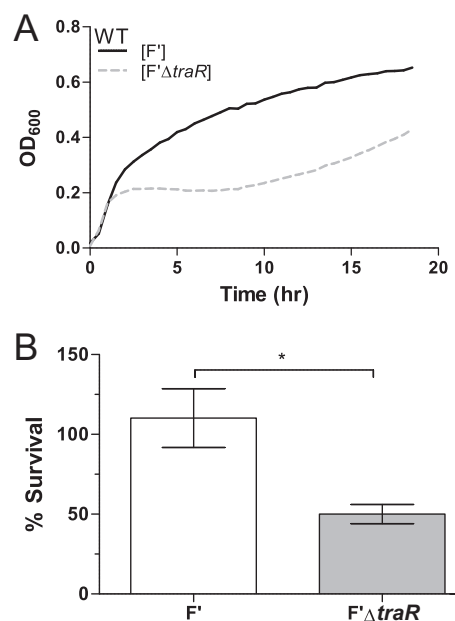 A
WT
[F']
[F'ΔtraR]
0.8
0.6
0.4
0.2
0.0
OD600
0 5 10 15 20
Time (hr)
B
150
100
50
0
% Survival
*
F' F'ΔtraR